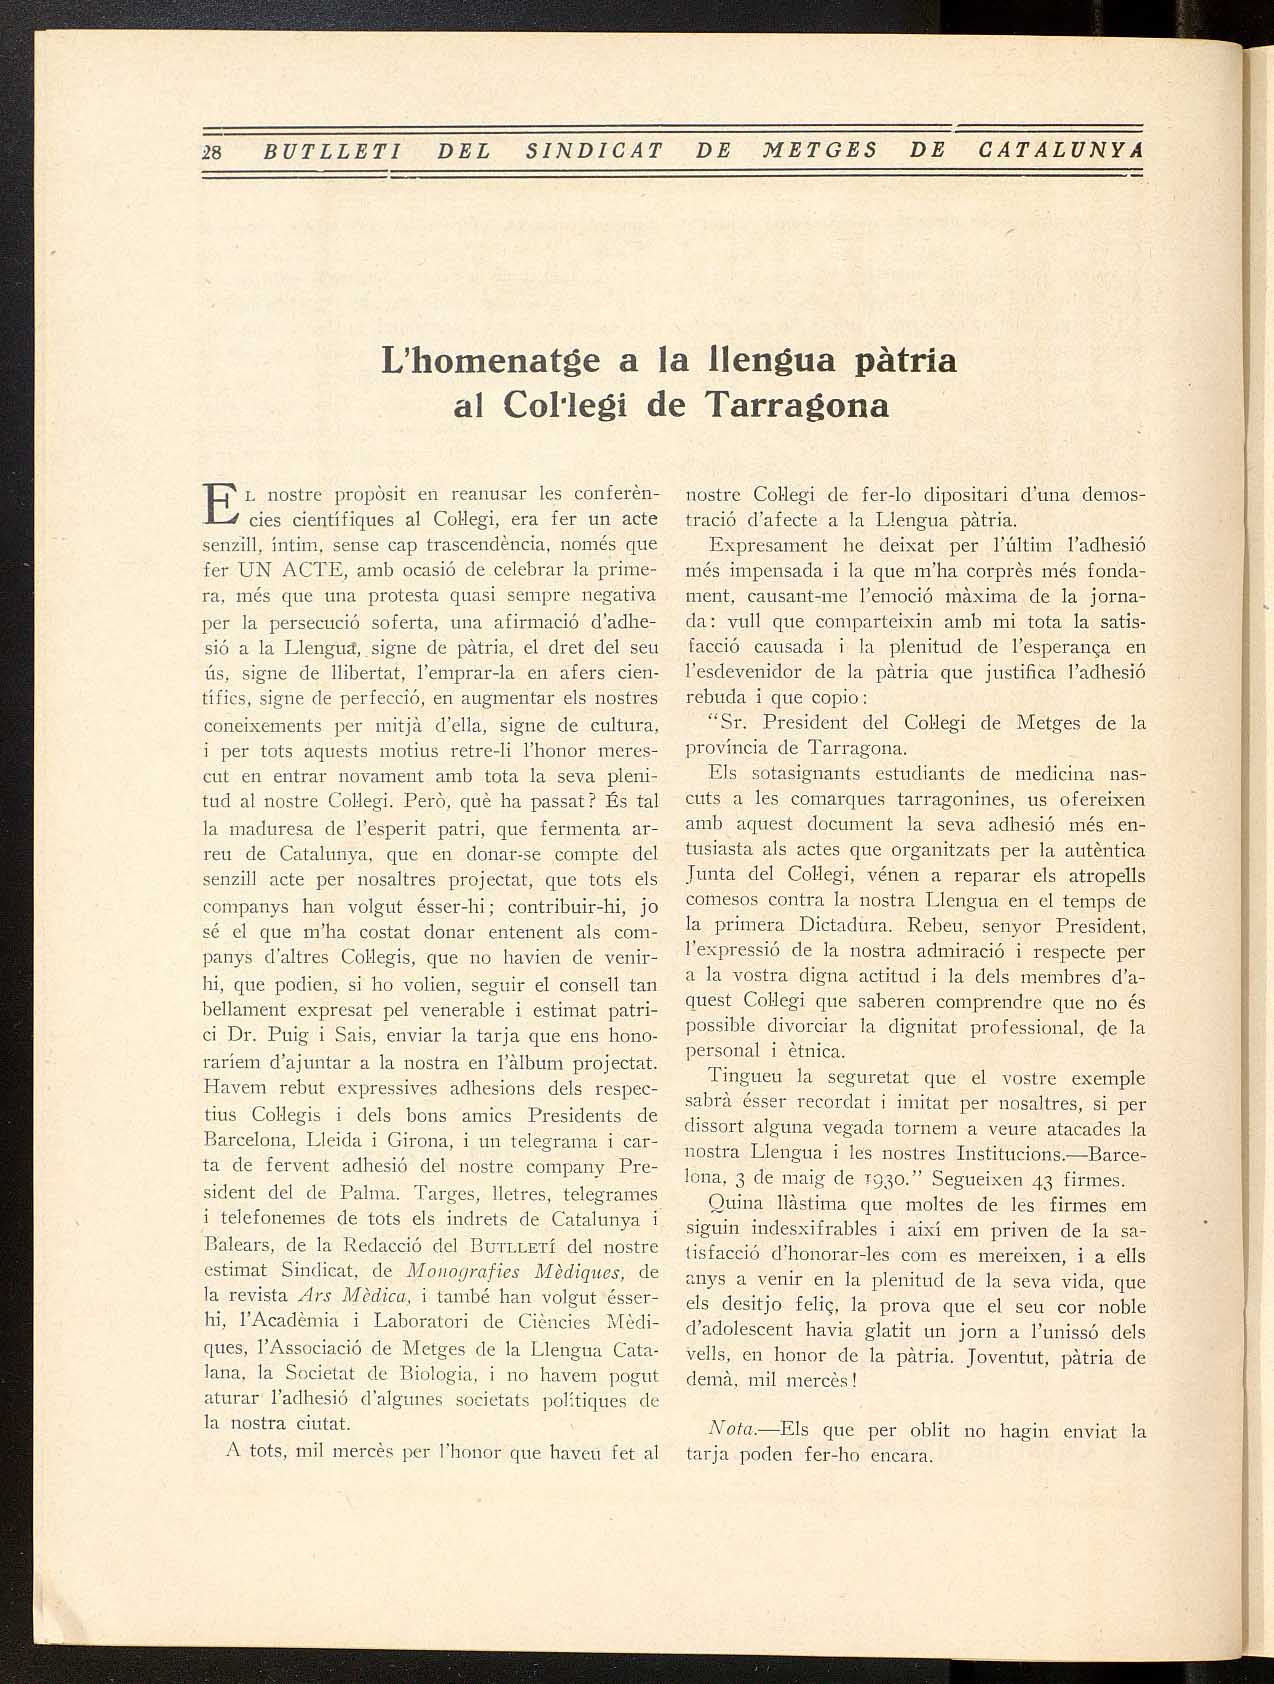 28 BUTLLETI DEL SINDICAT DE METGES DE CATALUNYA
L'homenatge a la llengua pàtria
al Col·legi de Tarragona
EL nostre propòsit en reanusar les conferèn-
cies científiques al Col·legi, era fer un acte
senzill, íntim, sense cap trascendència, només que
fer UN ACTE, amb ocasió de celebrar la prime-
ra, més que una protesta quasi sempre negativa
per la persecució soferta, una afirmació d'adhe-
sió a la Llengua, signe de pàtria, el dret del seu
ús, signe de llibertat, l'emprar-la en afers cien-
tífics, signe de perfecció, en augmentar els nostres
coneixements per mitjà d'ella, signe de cultura,
i per tots aquests motius retre-li l'honor meres-
cut en entrar novament amb tota la seva pleni-
tud al nostre Col·legi. Però, què ha passat? És tal
la maduresa de l'esperit patri, que fermenta ar-
reu de Catalunya, que en donar-se compte del
senzill acte per nosaltres projectat, que tots els
companys han volgut ésser-hi; contribuir-hi, jo
sé el que m'ha costat donar entenent als com-
panys d'altres Col·legis, que no havien de venir-
hi, que podien, si ho volien, seguir el consell tan
bellament expresat pel venerable i estimat patri-
ci Dr. Puig i Sais, enviar la tarja que ens hono-
raríem d'ajuntar a la nostra en l'àlbum projectat.
Havem rebut expressives adhesions dels respec-
tius Col·legis i dels bons amics Presidents de
Barcelona, Lleida i Girona, i un telegrama i car-
ta de fervent adhesió del nostre company Pre-
sident del de Palma. Targes, lletres, telegrames
i telefonemes de tots els indrets de Catalunya i
Balears, de la Redacció del BUTLLETÍ del nostre
estimat Sindicat, de Monografies Mèdiques, de
la revista Ars Mèdica, i també han volgut ésser-
hi, l'Acadèmia i Laboratori de Ciències Mèdi-
ques, l'Associació de Metges de la Llengua Cata-
lana, la Societat de Biologia, i no havem pogut
aturar l'adhesió d'algunes societats polítiques de
la nostra ciutat.
A tots, mil mercès per l'honor que haveu fet al
nostre Col·legi de fer-lo dipositari d'una demos-
tració d'afecte a la Llengua pàtria.
Expresament he deixat per l'últim l'adhesió
més impensada i la que m'ha corprès més fonda-
ment, causant-me l'emoció màxima de la jorna-
da: vull que comparteixin amb mi tota la satis-
facció causada i la plenitud de l'esperança en
l'esdevenidor de la pàtria que justifica l'adhesió
rebuda i que copio:
"Sr. President del Col·legi de Metges de la
província de Tarragona.
Els sotasignants estudiants de medicina nas-
cuts a les comarques tarragonines, us ofereixen
amb aquest document la seva adhesió més en-
tusiasta als actes que organitzats per la autèntica
Junta del Col·legi, vénen a reparar els atropells
comesos contra la nostra Llengua en el temps de
la primera Dictadura. Rebeu, senyor President,
l'expressió de la nostra admiració i respecte per
a la vostra digna actitud i la dels membres d'a-
quest Col·legi que saberen comprendre que no és
possible divorciar la dignitat professional, de la
personal i ètnica.
Tingueu la seguretat que el vostre exemple
sabrà ésser recordat i imitat per nosaltres, si per
dissort alguna vegada tornem a veure atacades la
nostra Llengua i les nostres Institucions.—Barce-
lona, 3 de maig de 1930." Segueixen 43 firmes.
Quina llàstima que moltes de les firmes em
siguin indesxifrables i així em priven de la sa-
tisfacció d'honorar-les com es mereixen, i a ells
anys a venir en la plenitud de la seva vida, que
els desitjo feliç, la prova que el seu cor noble
d'adolescent havia glatit un jorn a l'unissó dels
vells, en honor de la pàtria. Joventut, pàtria de
demà, mil mercès!
Nota.—Els que per oblit no hagin enviat la
tarja poden fer-ho encara.